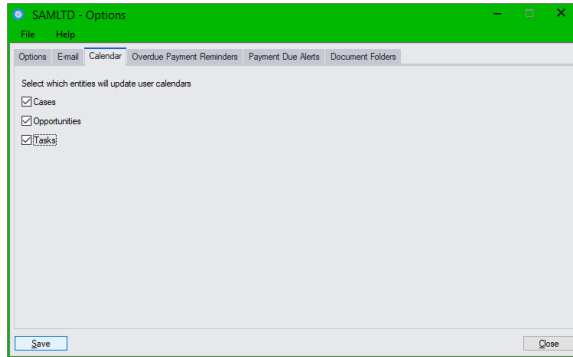 SAMLTD - Options
File Help
Options E-mail Calendar Overdue Payment Reminders Payment Due Alerts Document Folders
Select which entities will update user calendars
Cases
Opportunities
Tasks
Save Close